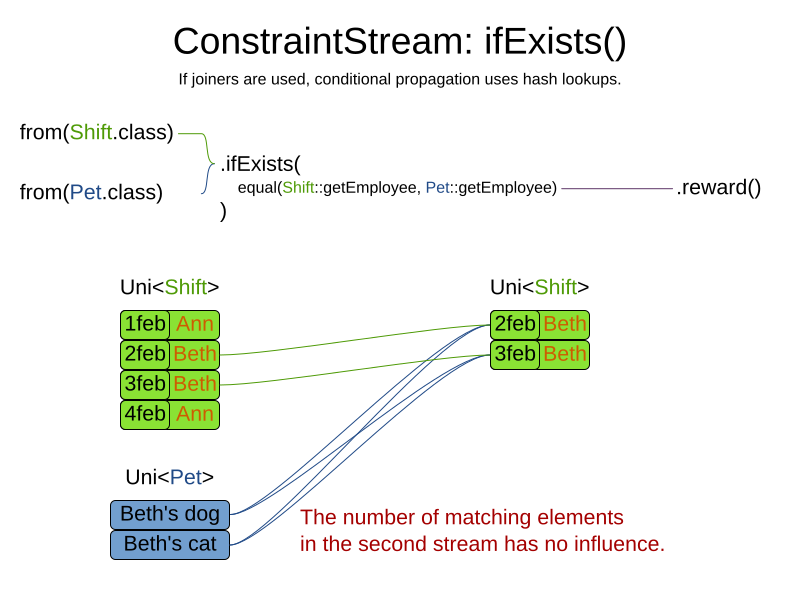 ConstraintStream: ifExists()
If joiners are used, conditional propagation uses hash lookups.
from(Shift.class)
.ifExists(
from(Pet.class)
equal(Shift::getEmployee, Pet::getEmployee)
.reward()
)
Uni<Shift>
1feb Ann
2feb Beth
3feb Beth
4feb Ann
Uni<Shift>
2feb Beth
3feb Beth
Uni<Pet>
Beth's dog
Beth's cat
The number of matching elements
in the second stream has no influence.